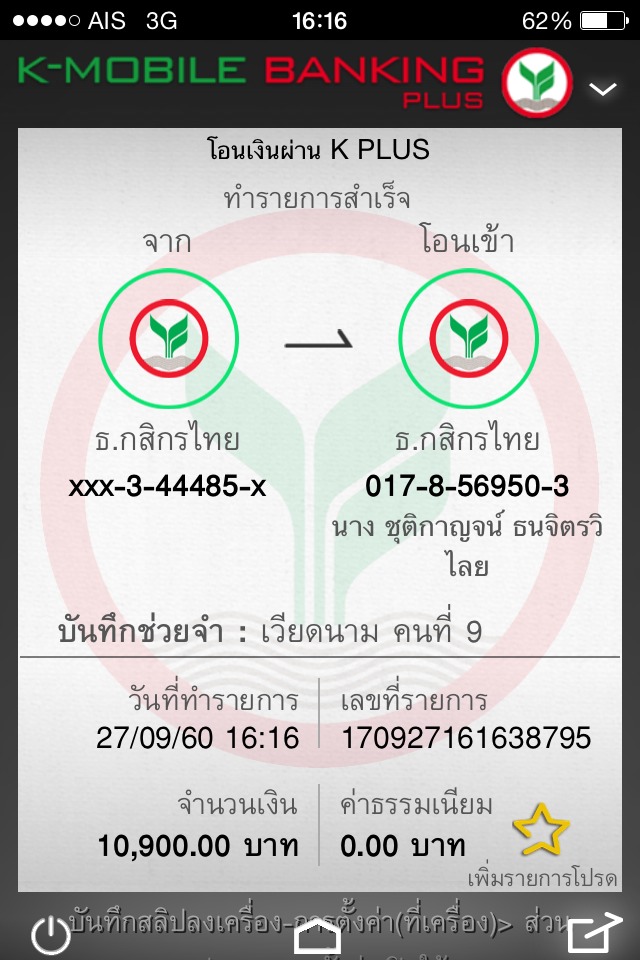 AIS 3G 16:16 62%
K-MOBILE BANKING
PLUS
โอนเงินผ่าน K PLUS
ทำรายการสำเร็จ
จาก โอนเข้า
ธ.กสิกรไทย ธ.กสิกรไทย
xxx-3-44485-x 017-8-56950-3
นาง ชุติกาญจน์ ธนจิตรวิ
ไลย
บันทึกช่วยจำ : เวียดนาม คนที่ 9
วันที่ทำรายการ เลขที่รายการ
27/09/60 16:16 170927161638795
จำนวนเงิน ค่าธรรมเนียม
10,900.00 บาท 0.00 บาท
เพิ่มรายการโปรด
บันทึกสลิปลงเครื่อง-การตั้งค่า(ที่เครื่อง)> ส่วน